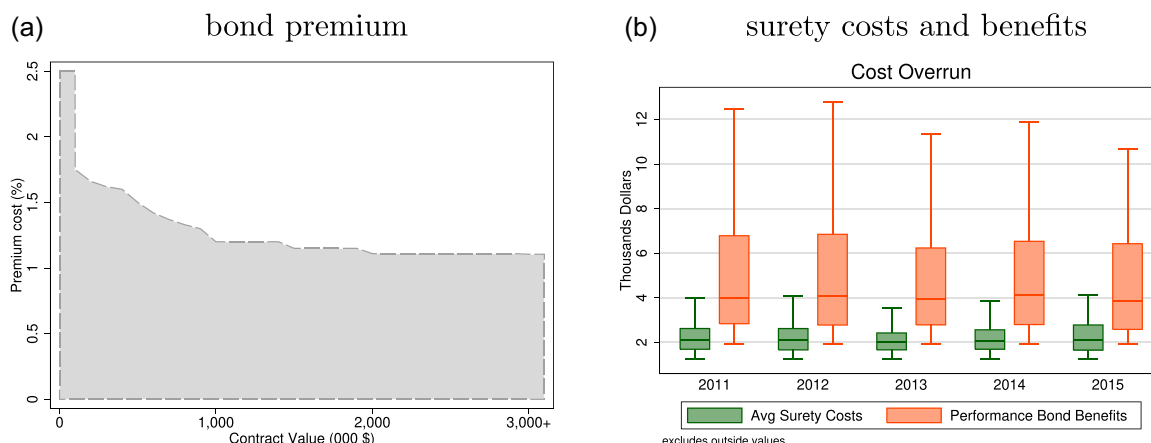 (a) bond premium
2.5
2
1.5
1
0.5
0
Premium cost (%)
0 1,000 2,000 3,000+
Contract Value (000 $)
(b) surety costs and benefits
Cost Overrun
12
10
8
6
4
2
Thousands Dollars
2011 2012 2013 2014 2015
Avg Surety Costs Performance Bond Benefits
excludes outside values